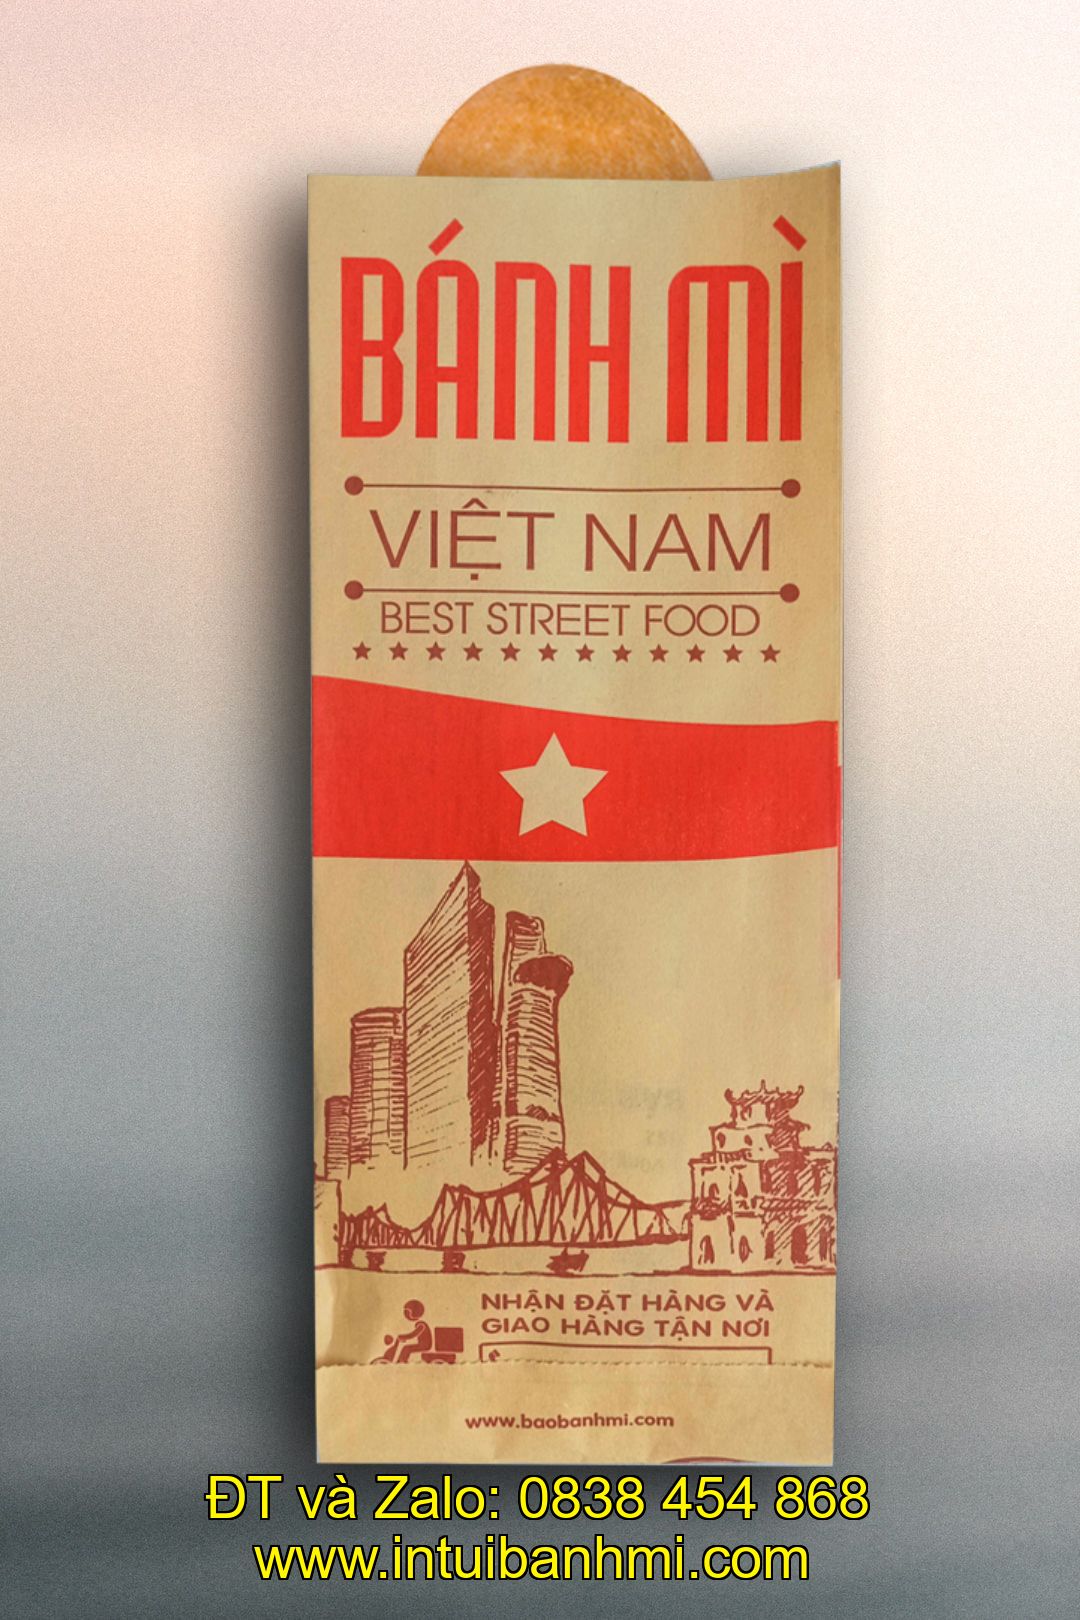 BÁNH MÌ
VIỆT NAM
BEST STREET FOOD
NHẬN ĐẶT HÀNG VÀ
GIAO HÀNG TẬN NƠI
www.baobanhmi.com
ĐT và Zalo: 0838 454 868
www.intuibanhmi.com